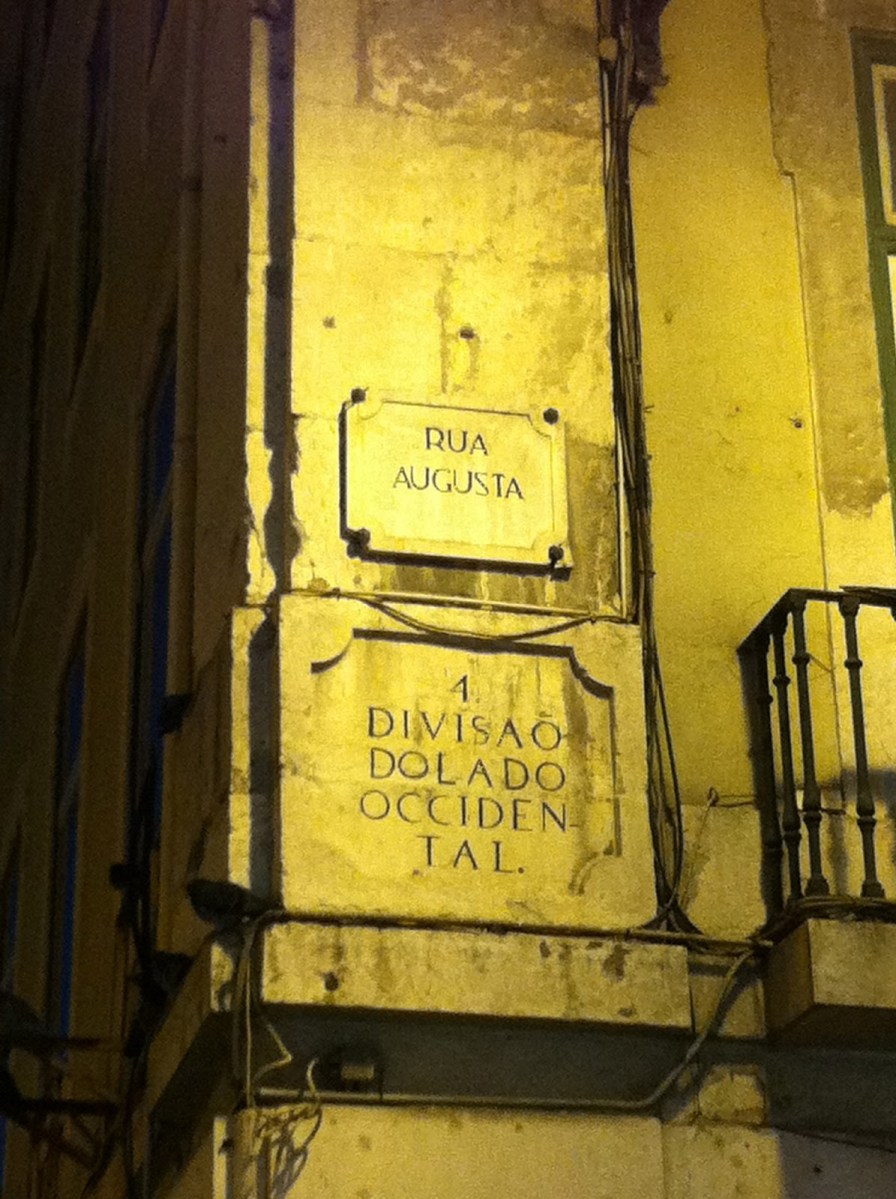 RUA
AUGUSTA
4.
DIVISAÕ
DOLADO
OCCIDEN-
TAL.